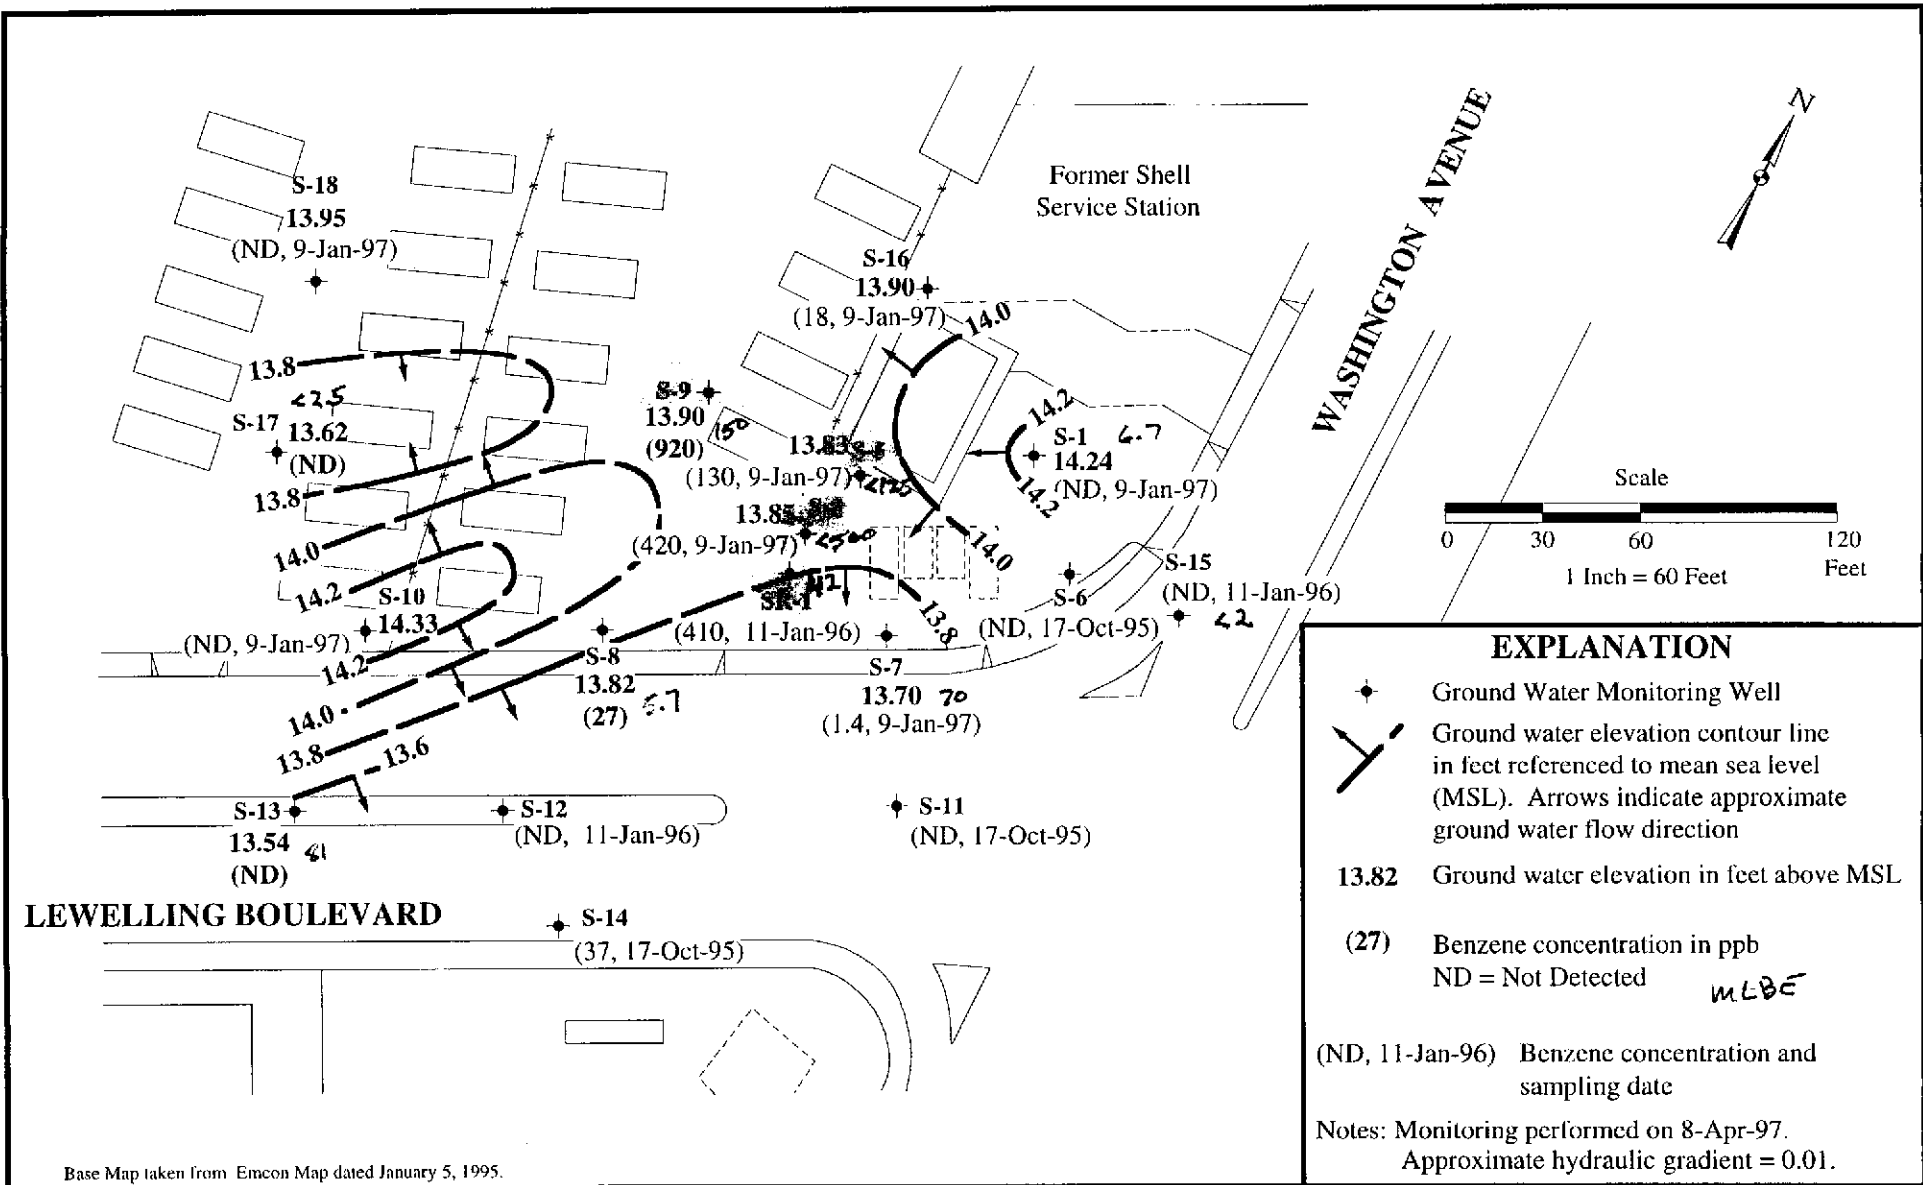 S-18
13.95
(ND, 9-Jan-97)
Former Shell
Service Station
WASHINGTON AVENUE
N
S-16
13.90
(18, 9-Jan-97)
14.0
13.8
<25
S-17
13.62
(ND)
13.8
S-9
13.90
(920)
150
13.83
(130, 9-Jan-97)
14.2
S-1
6.7
14.24
(ND, 9-Jan-97)
14.2
Scale
0 30 60 120
Feet
1 Inch = 60 Feet
14.0
13.85
(420, 9-Jan-97)
<500
14.0
14.2
S-10
14.33
(ND, 9-Jan-97)
14.2
42
SR-1
(410, 11-Jan-96)
13.8
S-6
(ND, 17-Oct-95)
S-15
(ND, 11-Jan-96)
<2
S-8
13.82
(27)
5.7
S-7
13.70
70
(1.4, 9-Jan-97)
14.0
13.8
13.6
S-13
13.54
(ND)
S-12
(ND, 11-Jan-96)
S-11
(ND, 17-Oct-95)
LEWELLING BOULEVARD
S-14
(37, 17-Oct-95)
EXPLANATION
Ground Water Monitoring Well
Ground water elevation contour line
in feet referenced to mean sea level
(MSL). Arrows indicate approximate
ground water flow direction
13.82 Ground water elevation in feet above MSL
(27) Benzene concentration in ppb
ND = Not Detected
(ND, 11-Jan-96) Benzene concentration and
sampling date
Notes: Monitoring performed on 8-Apr-97.
Approximate hydraulic gradient = 0.01.
Base Map taken from Emcon Map dated January 5, 1995.